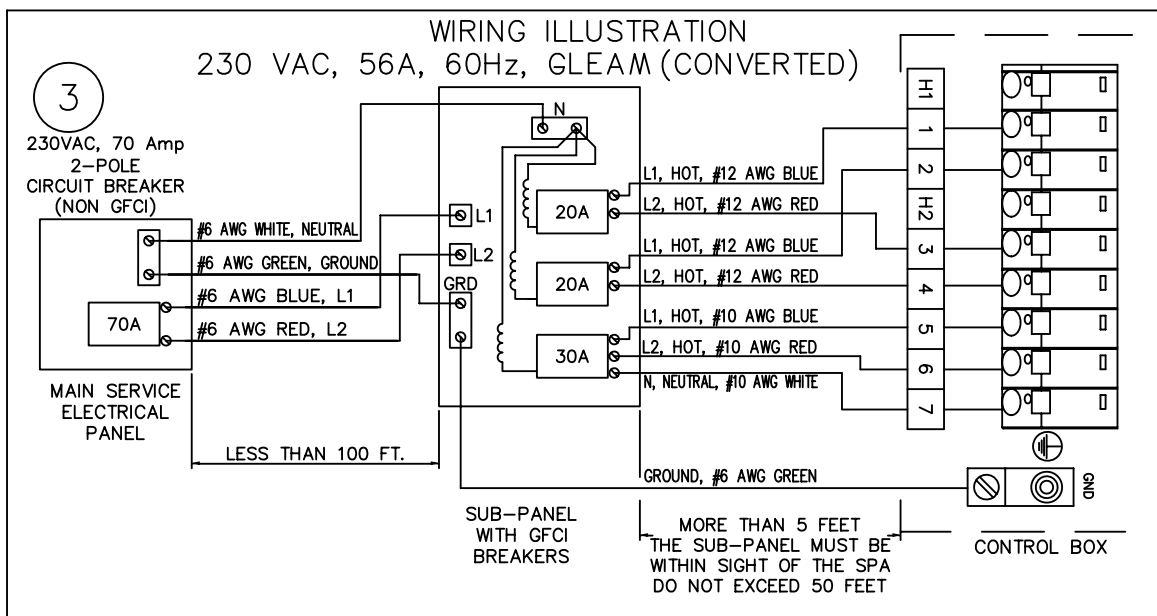 WIRING ILLUSTRATION
230 VAC, 56A, 60Hz, GLEAM (CONVERTED)
3
230VAC, 70 Amp
2-POLE
CIRCUIT BREAKER
(NON GFCI)
#6 AWG WHITE, NEUTRAL
#6 AWG GREEN, GROUND
#6 AWG BLUE, L1
#6 AWG RED, L2
70A
MAIN SERVICE
ELECTRICAL
PANEL
LESS THAN 100 FT.
N
L1
L2
GRD
20A
20A
30A
SUB-PANEL
WITH GFCI
BREAKERS
L1, HOT, #12 AWG BLUE
L2, HOT, #12 AWG RED
L1, HOT, #12 AWG BLUE
L2, HOT, #12 AWG RED
L1, HOT, #10 AWG BLUE
L2, HOT, #10 AWG RED
N, NEUTRAL, #10 AWG WHITE
GROUND, #6 AWG GREEN
MORE THAN 5 FEET
THE SUB-PANEL MUST BE
WITHIN SIGHT OF THE SPA
DO NOT EXCEED 50 FEET
H1
1
2
H2
3
4
5
6
7
GND
CONTROL BOX